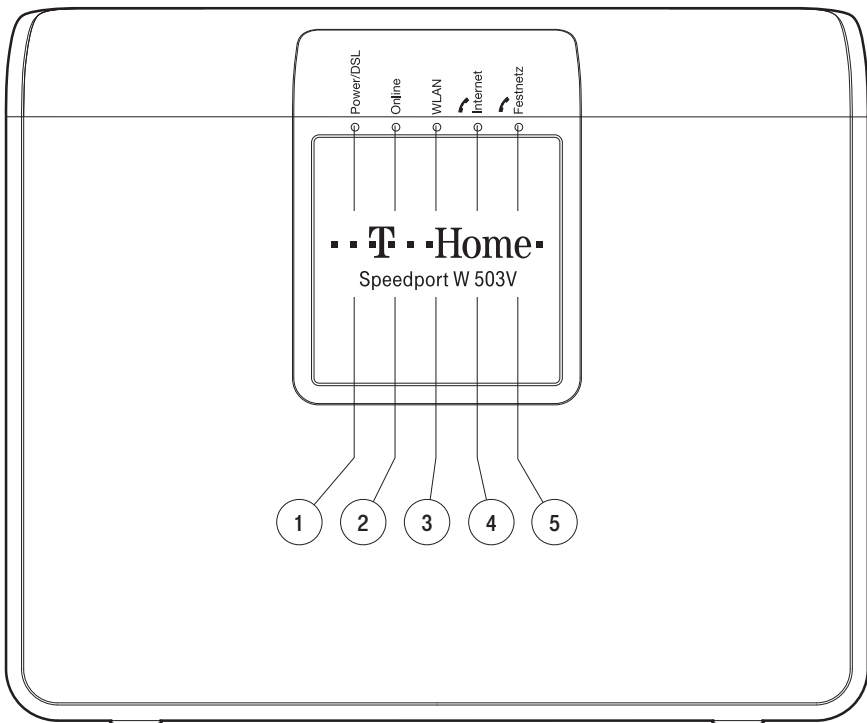 Power/DSL
Online
WLAN
Internet
Festnetz
T Home
Speedport W 503V
1 2 3 4 5